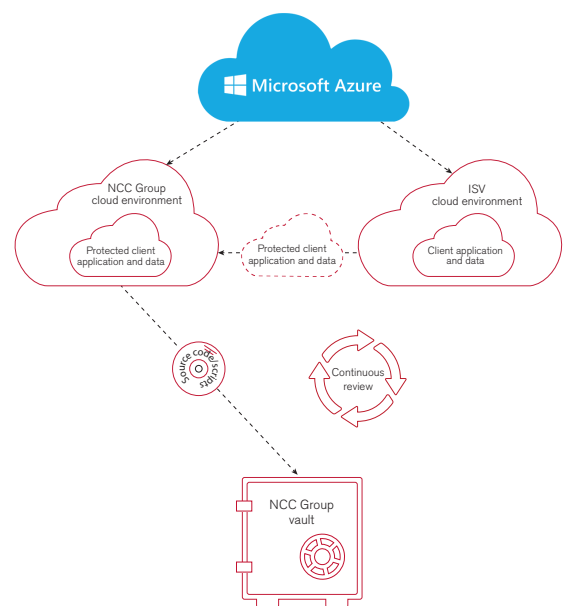 Microsoft Azure
NCC Group
cloud environment
ISV
cloud environment
Protected client
application and data
Protected client
application and data
Client application
and data
Source code/scripts
Continuous
review
NCC Group
vault